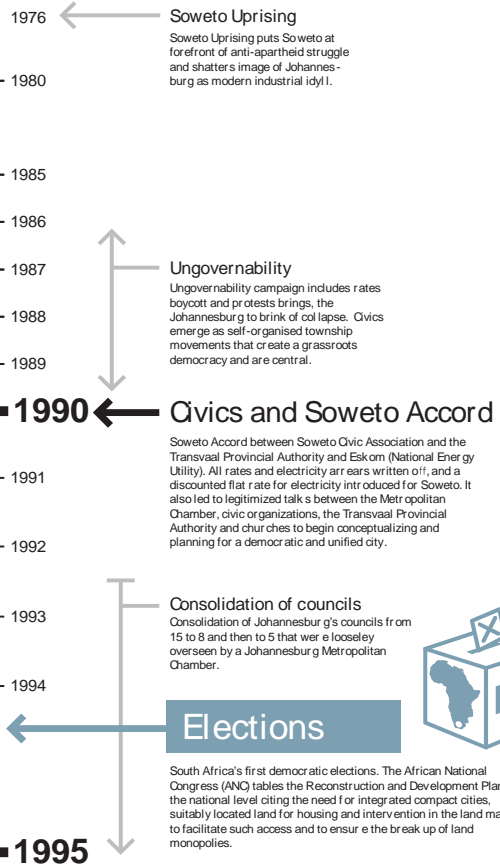 1976
Soweto Uprising
Soweto Uprising puts Soweto at
forefront of anti-apartheid struggle
and shatters image of Johannes-
burg as modern industrial idyll.
1980
1985
1986
1987
Ungovernability
Ungovernability campaign includes rates
boycott and protests brings, the
Johannesburg to brink of collapse. Civics
emerge as self-organised township
movements that create a grassroots
democracy and are central.
1988
1989
1990
Civics and Soweto Accord
Soweto Accord between Soweto Civic Association and the
Transvaal Provincial Authority and Eskom (National Energy
Utility). All rates and electricity arrears written off, and a
discounted flat rate for electricity introduced for Soweto. It
also led to legitimized talks between the Metropolitan
Chamber, civic organizations, the Transvaal Provincial
Authority and churches to begin conceptualizing and
planning for a democratic and unified city.
1991
1992
1993
Consolidation of councils
Consolidation of Johannesburg's councils from
15 to 8 and then to 5 that were looseley
overseen by a Johannesburg Metropolitan
Chamber.
1994
Elections
South Africa's first democratic elections. The African National
Congress (ANC) tables the Reconstruction and Development Plan
the national level citing the need for integrated compact cities,
suitably located land for housing and intervention in the land ma
to facilitate such access and to ensure the break up of land
monopolies.
1995